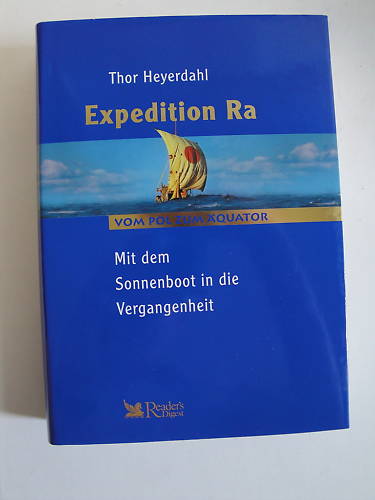 Thor Heyerdahl
Expedition Ra
VOM POL ZUM ÄQUATOR
Mit dem
Sonnenboot in die
Vergangenheit
Reader's
Digest